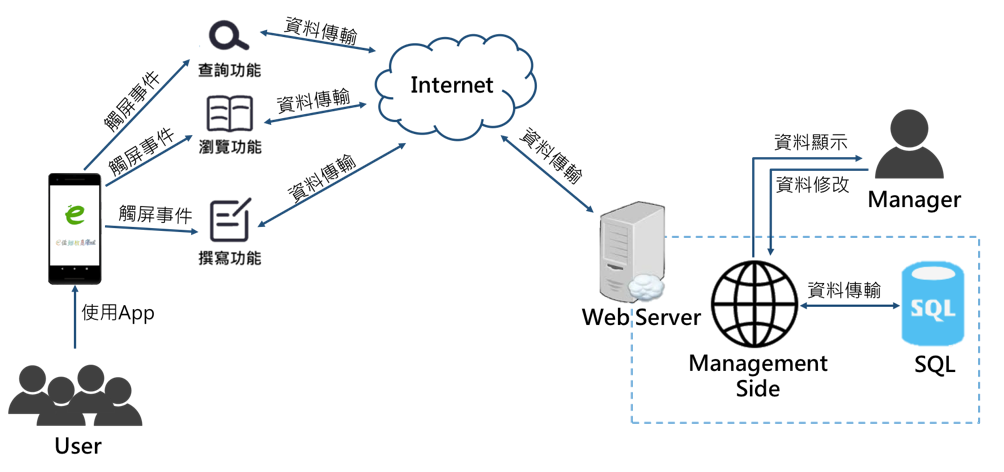 資料傳輸
查詢功能
Internet
觸屏事件
資料傳輸
瀏覽功能
觸屏事件
資料傳輸
資料傳輸
觸屏事件
撰寫功能
資料顯示
資料修改
Manager
使用App
User
Web Server
資料傳輸
SQL
Management
Side
SQL